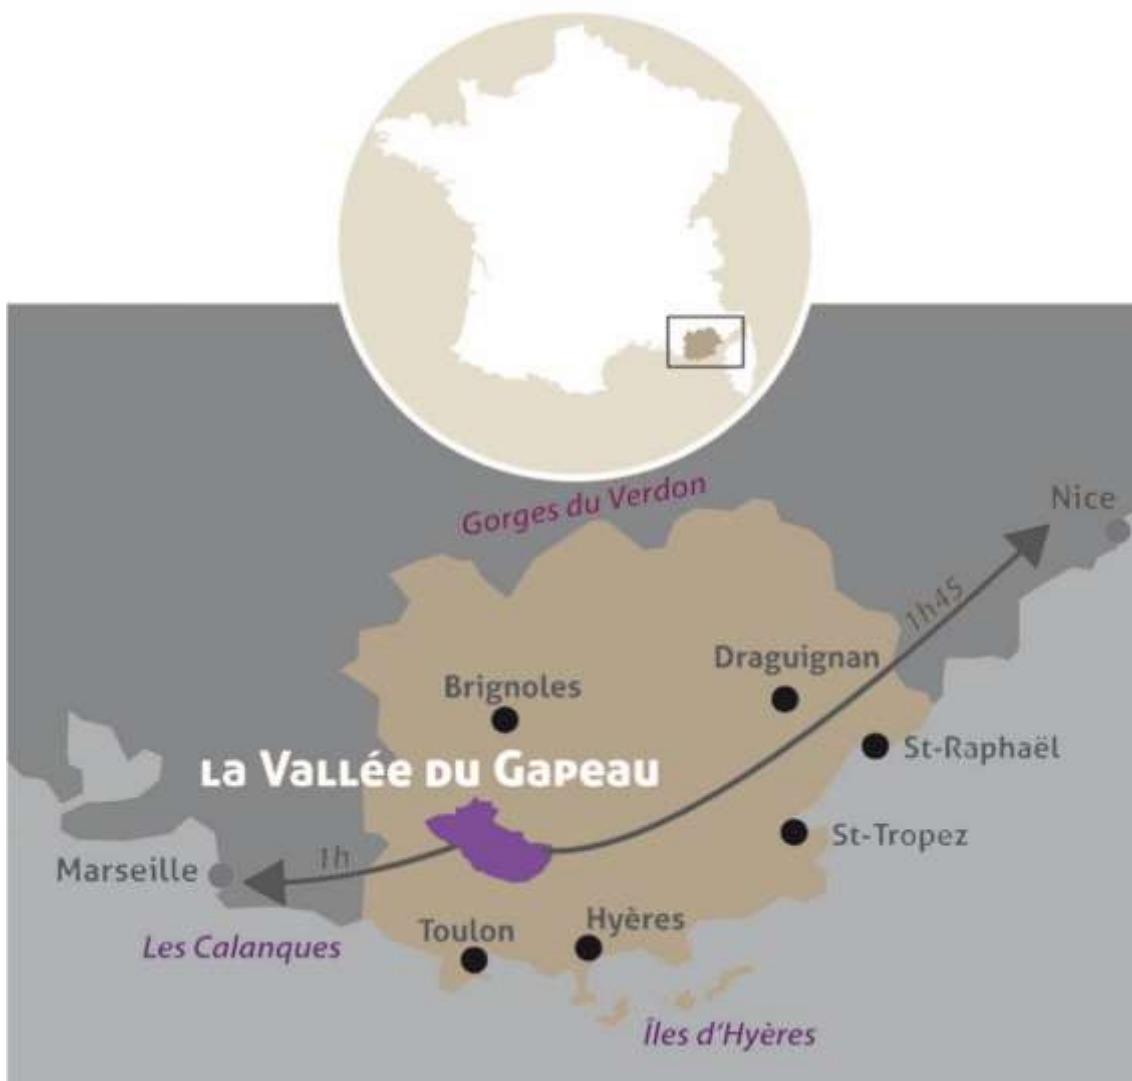 Gorges du Verdon
Nice
1h45
Draguignan
Brignoles
St-Raphaël
La Vallée du Gapeau
St-Tropez
1h
Marseille
Hyères
Toulon
Les Calanques
Îles d'Hyères